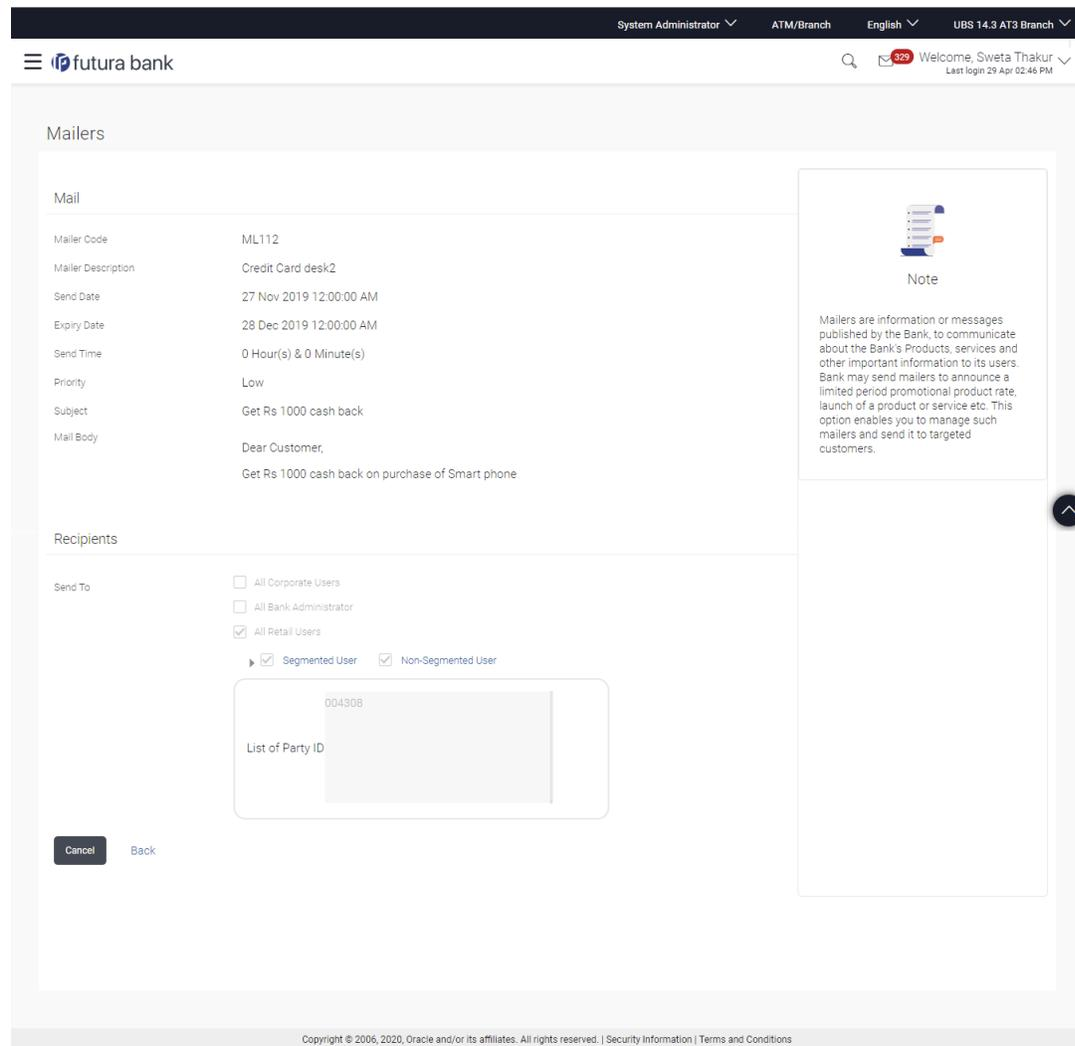 System Administrator ATM/Branch English UBS 14.3 AT3 Branch
futura bank
329 Welcome, Sweta Thakur
Last login 29 Apr 02:46 PM
Mailers
Mail
Mailer Code ML112
Mailer Description Credit Card desk2
Send Date 27 Nov 2019 12:00:00 AM
Expiry Date 28 Dec 2019 12:00:00 AM
Send Time 0 Hour(s) & 0 Minute(s)
Priority Low
Subject Get Rs 1000 cash back
Mail Body
Dear Customer,
Get Rs 1000 cash back on purchase of Smart phone
Note
Mailers are information or messages
published by the Bank, to communicate
about the Bank's Products, services and
other important information to its users.
Bank may send mailers to announce a
limited period promotional product rate,
launch of a product or service etc. This
option enables you to manage such
mailers and send it to targeted
customers.
Recipients
Send To
All Corporate Users
All Bank Administrator
All Retail Users
Segmented User Non-Segmented User
004308
List of Party ID
Cancel Back
Copyright © 2006, 2020, Oracle and/or its affiliates. All rights reserved. | Security Information | Terms and Conditions